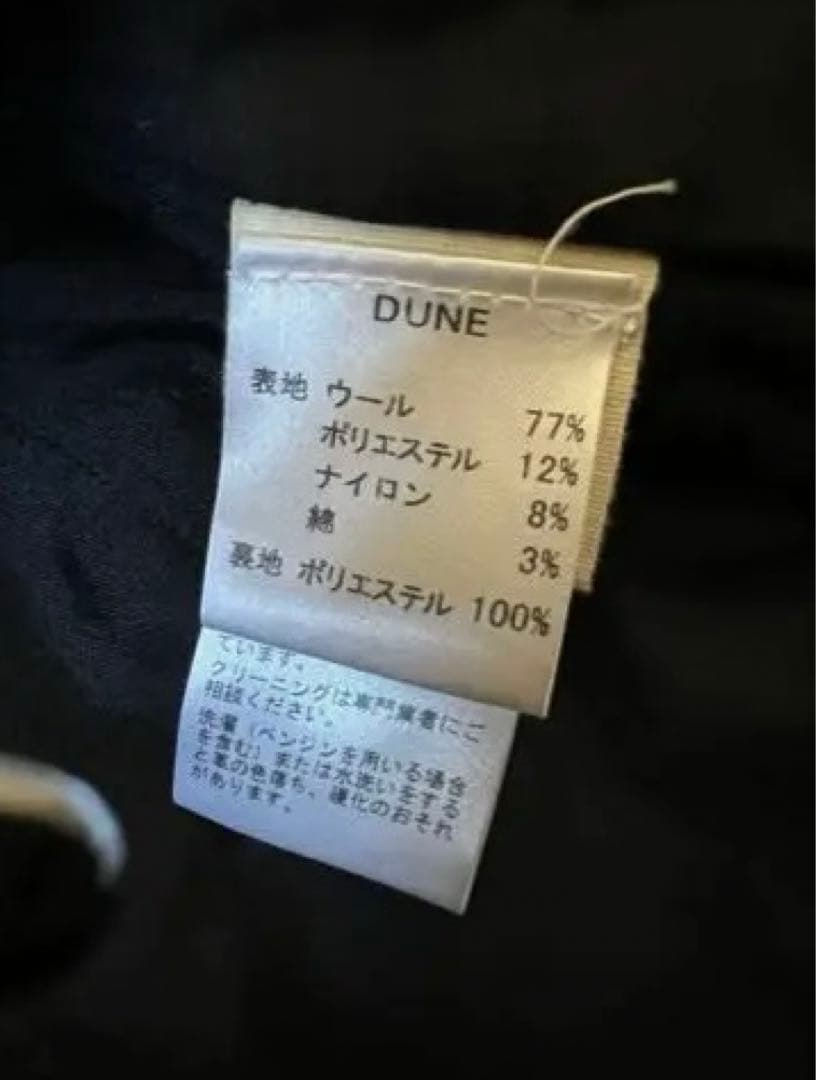 DUNE
表地 ウール 77%
ポリエステル 12%
ナイロン 8%
綿 3%
裏地 ポリエステル 100%
ています。
クリーニングは専門業者にご
相談ください。
洗濯(ベンジンを用いる場合
を含む)または水洗いをする
と革の色落ち、硬化のおそれ
があります。